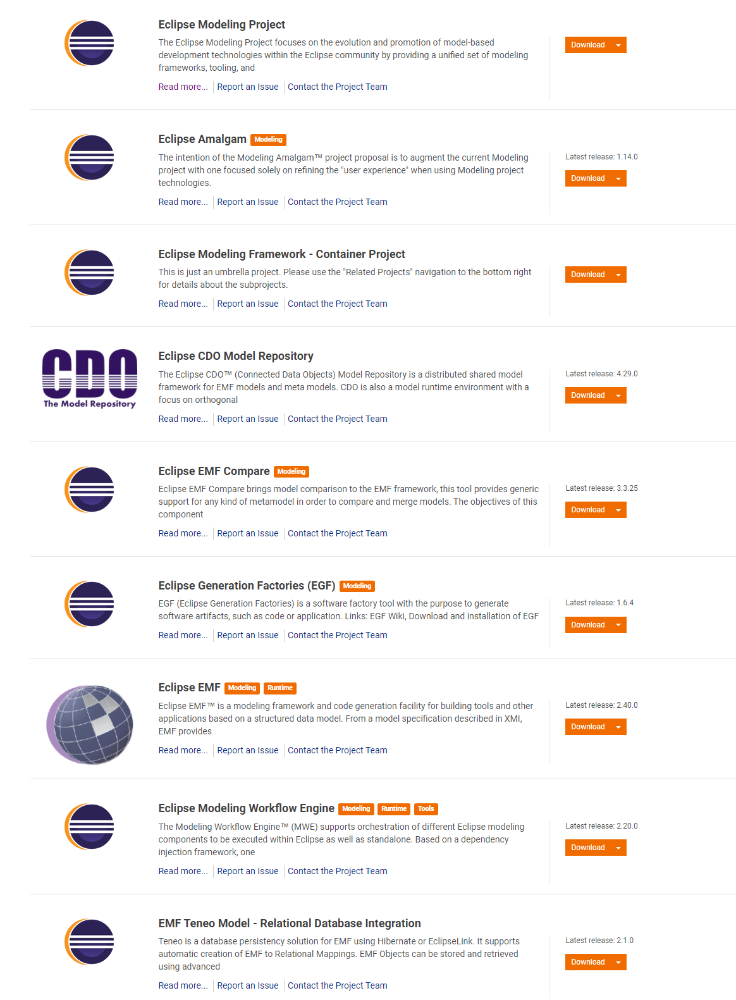 Eclipse Modeling Project
The Eclipse Modeling Project focuses on the evolution and promotion of model-based
development technologies within the Eclipse community by providing a unified set of modeling
frameworks, tooling, and
Read more... Report an Issue Contact the Project Team
Download
Eclipse Amalgam Modeling
The intention of the Modeling Amalgam™ project proposal is to augment the current Modeling
project with one focused solely on refining the "user experience" when using Modeling project
technologies.
Read more... Report an Issue Contact the Project Team
Latest release: 1.14.0
Download
Eclipse Modeling Framework - Container Project
This is just an umbrella project. Please use the "Related Projects" navigation to the bottom right
for details about the subprojects.
Read more... Report an Issue Contact the Project Team
Download
CDO
The Model Repository
Eclipse CDO Model Repository
The Eclipse CDO™ (Connected Data Objects) Model Repository is a distributed shared model
framework for EMF models and meta models. CDO is also a model runtime environment with a
focus on orthogonal
Read more... Report an Issue Contact the Project Team
Latest release: 4.29.0
Download
Eclipse EMF Compare Modeling
Eclipse EMF Compare brings model comparison to the EMF framework, this tool provides generic
support for any kind of metamodel in order to compare and merge models. The objectives of this
component
Read more... Report an Issue Contact the Project Team
Latest release: 3.3.25
Download
Eclipse Generation Factories (EGF) Modeling
EGF (Eclipse Generation Factories) is a software factory tool with the purpose to generate
software artifacts, such as code or application. Links: EGF Wiki, Download and installation of EGF
Read more... Report an Issue Contact the Project Team
Latest release: 1.6.4
Download
Eclipse EMF Modeling Runtime
Eclipse EMF™ is a modeling framework and code generation facility for building tools and other
applications based on a structured data model. From a model specification described in XMI,
EMF provides
Read more... Report an Issue Contact the Project Team
Latest release: 2.40.0
Download
Eclipse Modeling Workflow Engine Modeling Runtime Tools
The Modeling Workflow Engine™ (MWE) supports orchestration of different Eclipse modeling
components to be executed within Eclipse as well as standalone. Based on a dependency
injection framework, one
Read more... Report an Issue Contact the Project Team
Latest release: 2.20.0
Download
EMF Teneo Model - Relational Database Integration
Teneo is a database persistency solution for EMF using Hibernate or EclipseLink. It supports
automatic creation of EMF to Relational Mappings. EMF Objects can be stored and retrieved
using advanced
Read more... Report an Issue Contact the Project Team
Latest release: 2.1.0
Download